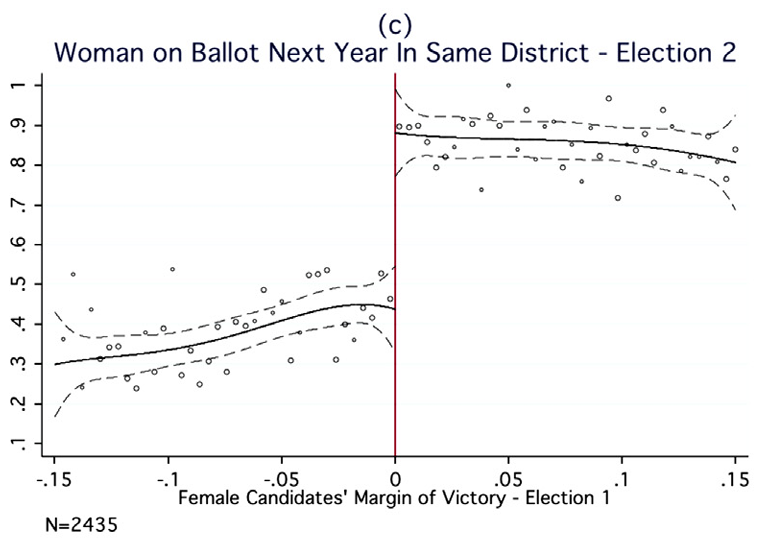 (c)
Woman on Ballot Next Year In Same District - Election 2
1
.9
.8
.7
.6
.5
.4
.3
.2
.1
-.15 -.1 -.05 0 .05 .1 .15
Female Candidates' Margin of Victory - Election 1
N=2435